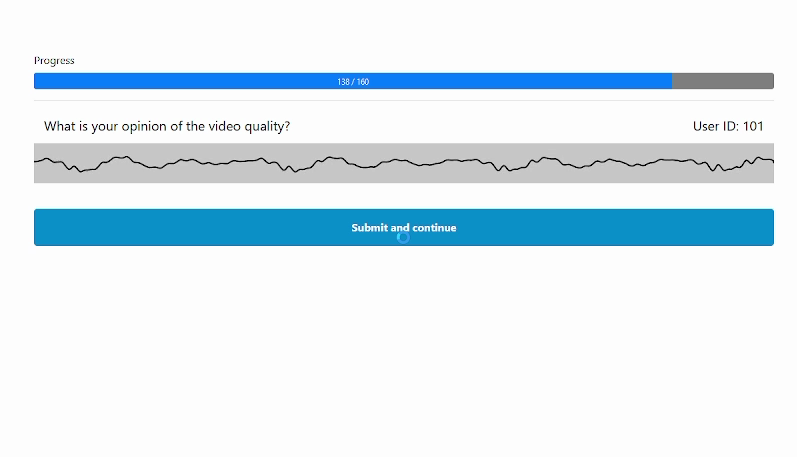 Progress
138 / 160
What is your opinion of the video quality?
User ID: 101
Submit and continue